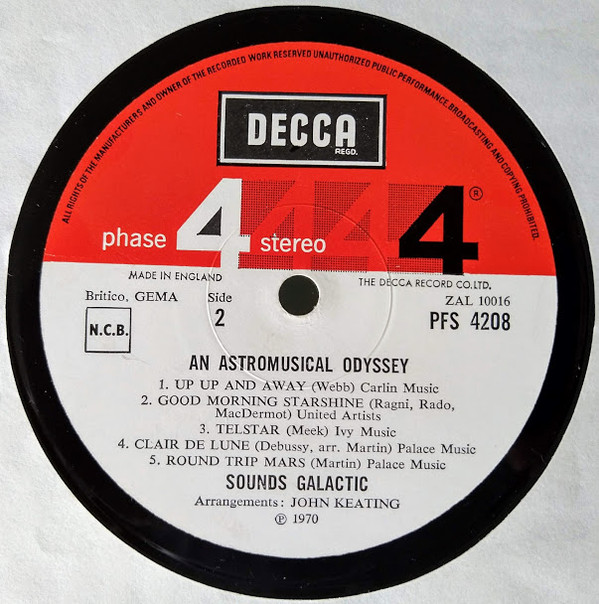 ALL RIGHTS OF THE MANUFACTURERS AND OWNER OF THE RECORDED WORK RESERVED UNAUTHORIZED PUBLIC PERFORMANCE, BROADCASTING AND COPYING PROHIBITED.
DECCA
REGD.
phase 4 stereo 4 4 4 ®
MADE IN ENGLAND
THE DECCA RECORD CO. LTD.
Britico, GEMA Side ZAL 10016
N.C.B. 2 PFS 4208
AN ASTROMUSICAL ODYSSEY
1. UP UP AND AWAY (Webb) Carlin Music
2. GOOD MORNING STARSHINE (Ragni, Rado,
MacDermot) United Artists
3. TELSTAR (Meek) Ivy Music
4. CLAIR DE LUNE (Debussy, arr. Martin) Palace Music
5. ROUND TRIP MARS (Martin) Palace Music
SOUNDS GALACTIC
Arrangements: JOHN KEATING
℗ 1970